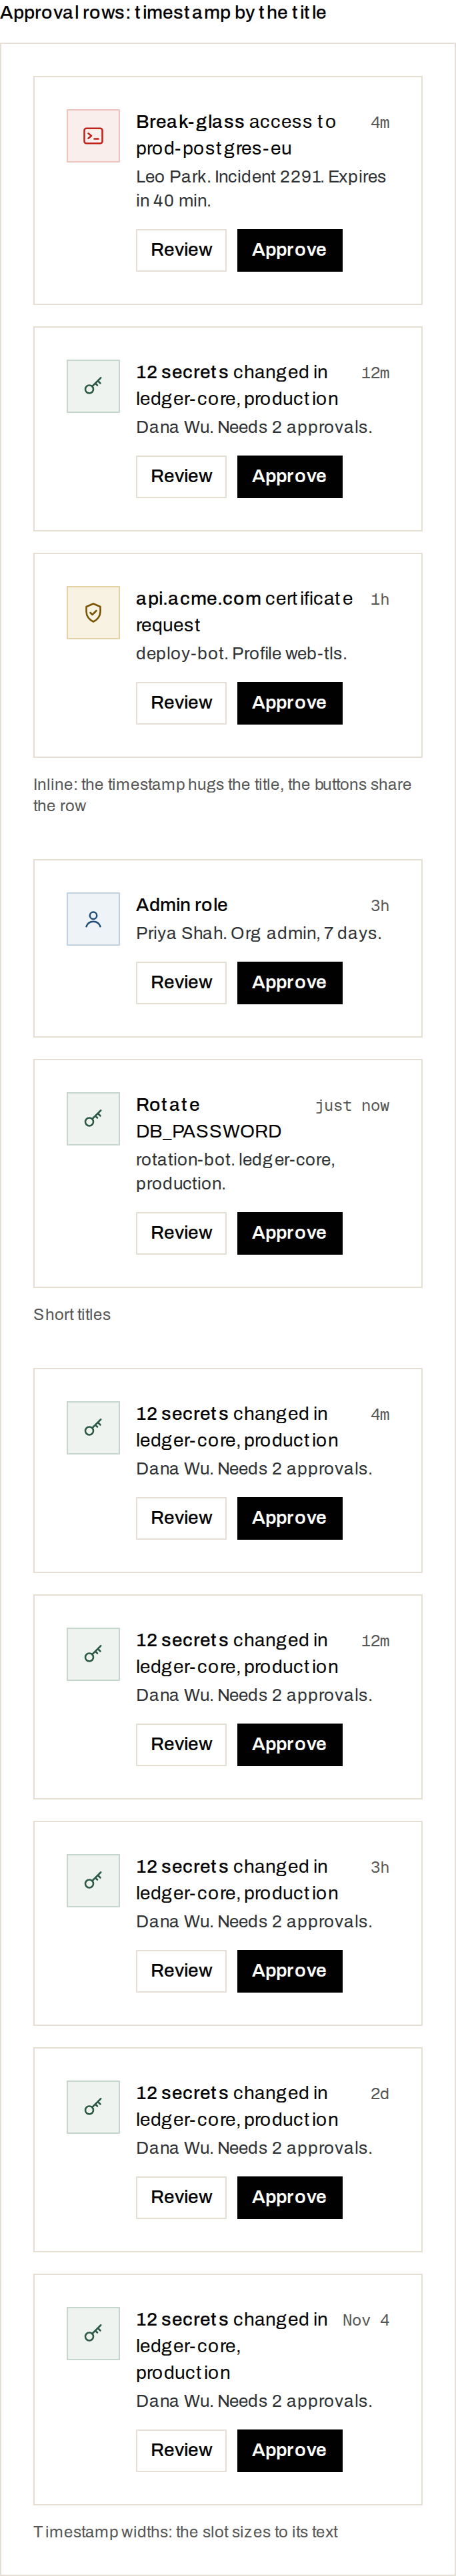 Approval rows: timestamp by the title
Break-glass access to 4m
prod-postgres-eu
Leo Park. Incident 2291. Expires
in 40 min.
Review Approve
12 secrets changed in 12m
ledger-core, production
Dana Wu. Needs 2 approvals.
Review Approve
api.acme.com certificate 1h
request
deploy-bot. Profile web-tls.
Review Approve
Inline: the timestamp hugs the title, the buttons share
the row
Admin role 3h
Priya Shah. Org admin, 7 days.
Review Approve
Rotate just now
DB_PASSWORD
rotation-bot. ledger-core,
production.
Review Approve
Short titles
12 secrets changed in 4m
ledger-core, production
Dana Wu. Needs 2 approvals.
Review Approve
12 secrets changed in 12m
ledger-core, production
Dana Wu. Needs 2 approvals.
Review Approve
12 secrets changed in 3h
ledger-core, production
Dana Wu. Needs 2 approvals.
Review Approve
12 secrets changed in 2d
ledger-core, production
Dana Wu. Needs 2 approvals.
Review Approve
12 secrets changed in Nov 4
ledger-core,
production
Dana Wu. Needs 2 approvals.
Review Approve
Timestamp widths: the slot sizes to its text